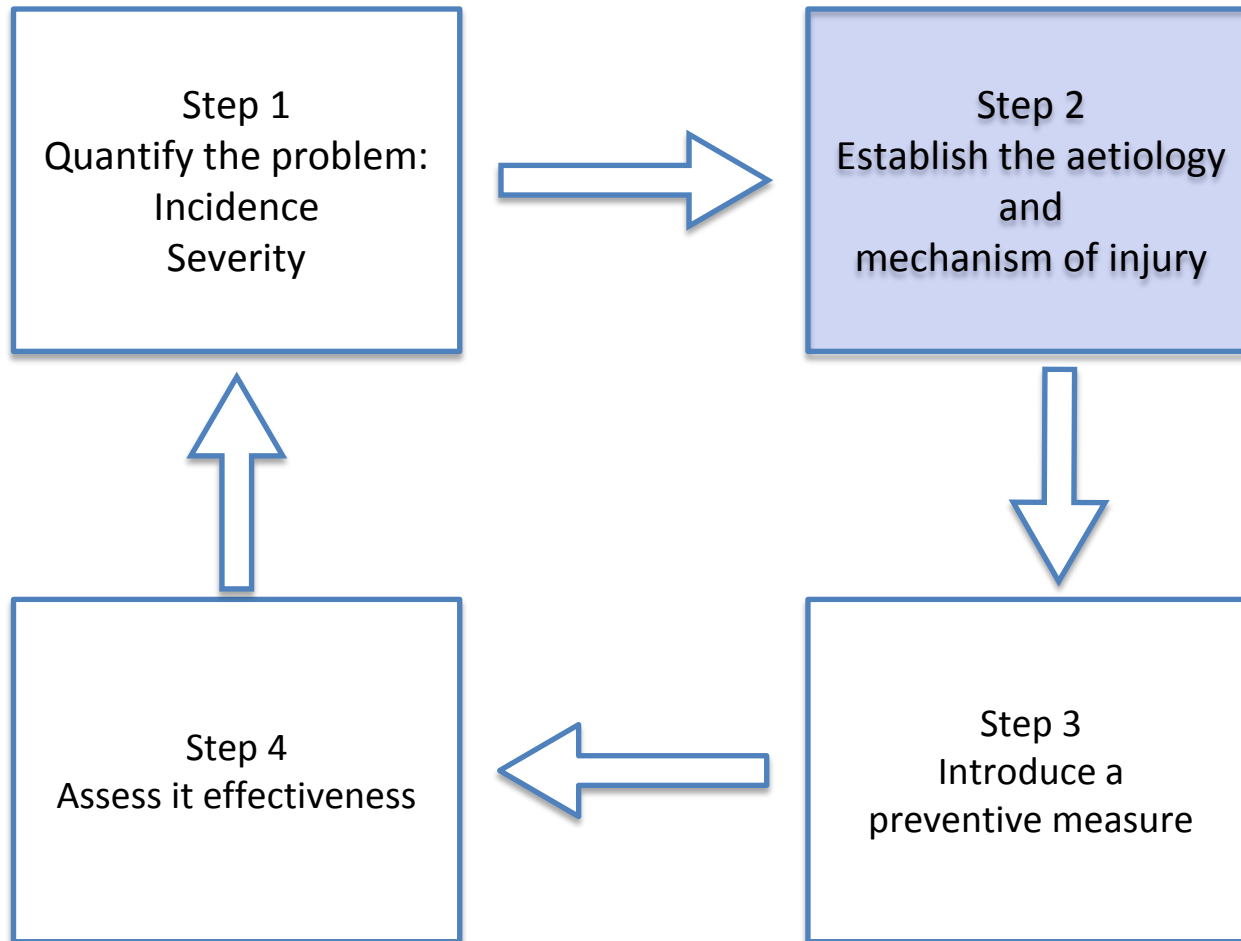 Step 1
Quantify the problem:
Incidence
Severity
Step 2
Establish the aetiology
and
mechanism of injury
Step 3
Introduce a
preventive measure
Step 4
Assess it effectiveness